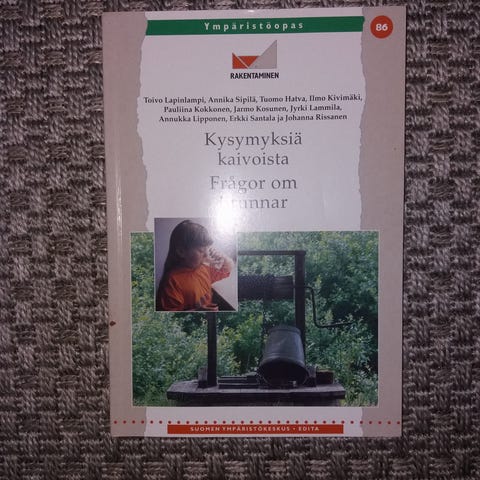 Ympäristöopas
86
RAKENTAMINEN
Toivo Lapinlampi, Annika Sipilä, Tuomo Hatva, Ilmo Kivimäki,
Pauliina Kokkonen, Jarmo Kosunen, Jyrki Lammila,
Annukka Lipponen, Erkki Santala ja Johanna Rissanen
Kysymyksiä
kaivoista
Frågor om
brunnar
SUOMEN YMPÄRISTÖKESKUS • EDITA